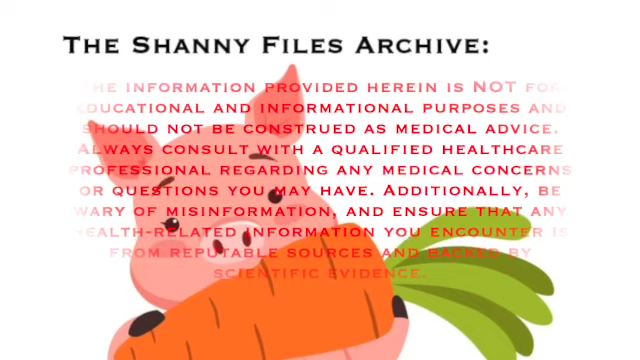 The Shanny Files Archive:
The information provided herein is NOT for
educational and informational purposes and
should not be construed as medical advice.
Always consult with a qualified healthcare
professional regarding any medical concerns
or questions you may have. Additionally, be
wary of misinformation, and ensure that any
health-related information you encounter is
from reputable sources and backed by
scientific evidence.